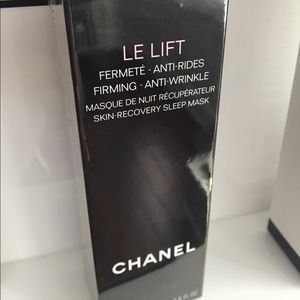 LE LIFT
FERMETÉ - ANTI-RIDES
FIRMING - ANTI-WRINKLE
MASQUE DE NUIT RÉCUPÉRATEUR
SKIN-RECOVERY SLEEP MASK
CHANEL